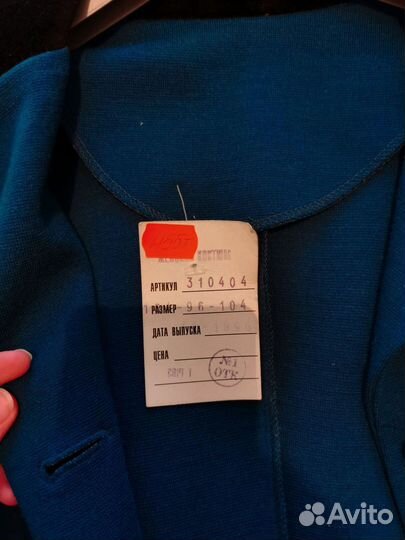 КОСТЮМ
АРТИКУЛ 310404
РАЗМЕР -96-104
ДАТА ВЫПУСКА
ЦЕНА
№1
ОТК
Avito